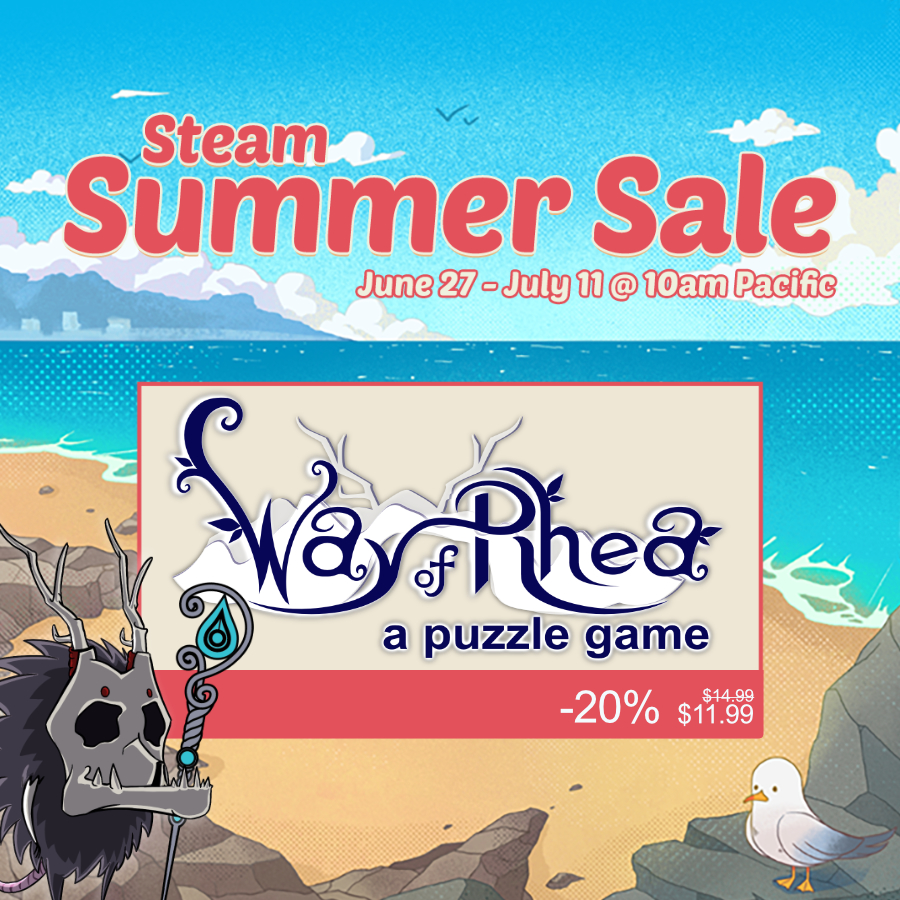 Steam
Summer Sale
June 27 - July 11 @ 10am Pacific
Way of Rhea
a puzzle game
-20% $14.99
$11.99